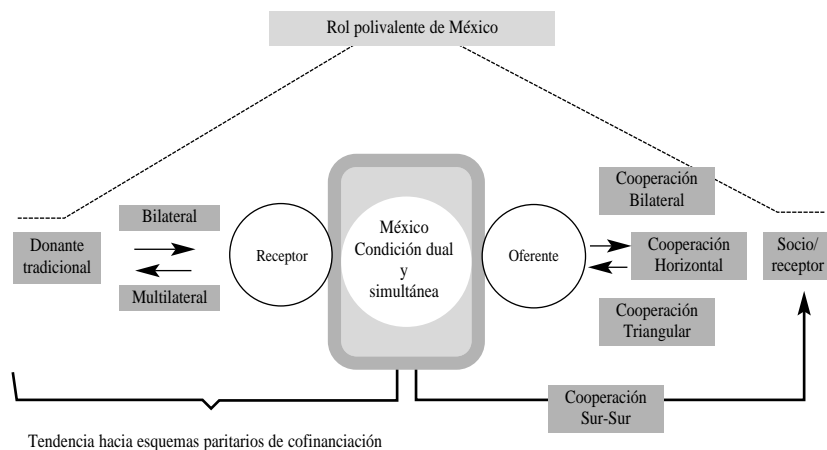 Rol polivalente de México
Donante
tradicional
Bilateral
Multilateral
Receptor
México
Condición dual
y
simultánea
Oferente
Cooperación
Bilateral
Cooperación
Horizontal
Cooperación
Triangular
Socio/
receptor
Cooperación
Sur-Sur
Tendencia hacia esquemas paritarios de cofinanciación